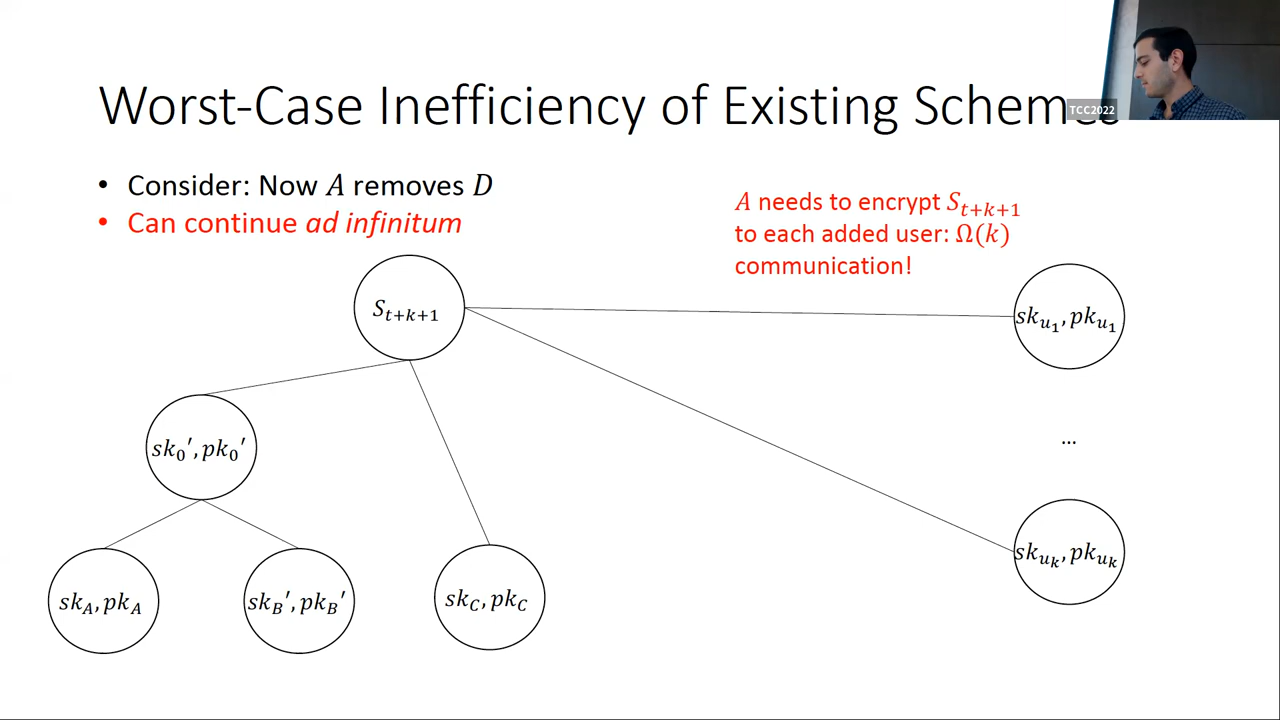 Worst-Case Inefficiency of Existing Schemes
TCC2022
• Consider: Now A removes D
• Can continue ad infinitum
A needs to encrypt S_{t+k+1}
to each added user: Ω(k)
communication!
S_{t+k+1}
sk_{u_1}, pk_{u_1}
sk_0', pk_0'
...
sk_{u_k}, pk_{u_k}
sk_A, pk_A
sk_B', pk_B'
sk_C, pk_C